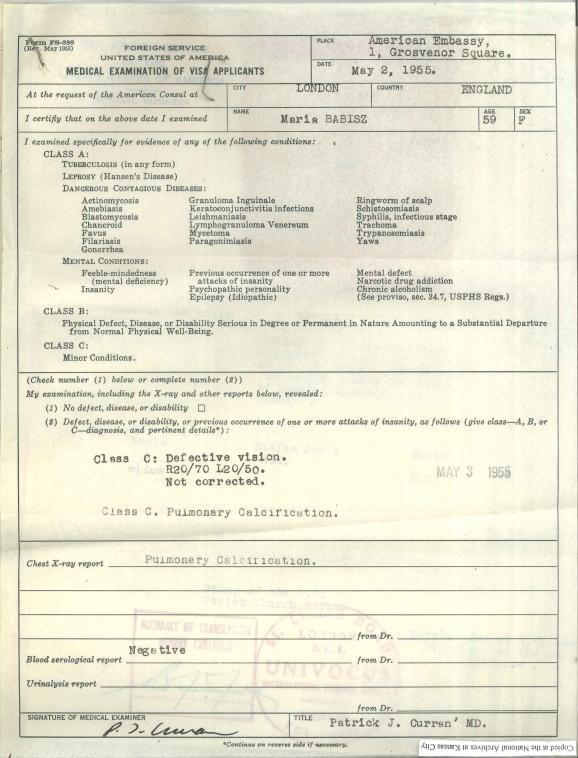 Form FS-398
(Rev. May 1953)
FOREIGN SERVICE
UNITED STATES OF AMERICA
MEDICAL EXAMINATION OF VISA APPLICANTS
PLACE
American Embassy,
1, Grosvenor Square.
DATE
May 2, 1955.
At the request of the American Consul at
CITY
LONDON
COUNTRY
ENGLAND
I certify that on the above date I examined
NAME
Maria BABISZ
AGE
59
SEX
F
I examined specifically for evidence of any of the following conditions:
CLASS A:
TUBERCULOSIS (in any form)
LEPROSY (Hansen's Disease)
DANGEROUS CONTAGIOUS DISEASES:
Actinomycosis
Amebiasis
Blastomycosis
Chancroid
Favus
Filariasis
Gonorrhea
Granuloma Inguinale
Keratoconjunctivitis infections
Leishmaniasis
Lymphogranuloma Venereum
Mycetoma
Paragonimiasis
Ringworm of scalp
Schistosomiasis
Syphilis, infectious stage
Trachoma
Trypanosomiasis
Yaws
MENTAL CONDITIONS:
Feeble-mindedness
(mental deficiency)
Insanity
Previous occurrence of one or more
attacks of insanity
Psychopathic personality
Epilepsy (Idiopathic)
Mental defect
Narcotic drug addiction
Chronic alcoholism
(See proviso, sec. 34.7, USPHS Regs.)
CLASS B:
Physical Defect, Disease, or Disability Serious in Degree or Permanent in Nature Amounting to a Substantial Departure
from Normal Physical Well-Being.
CLASS C:
Minor Conditions.
(Check number (1) below or complete number (2))
My examination, including the X-ray and other reports below, revealed:
(1) No defect, disease, or disability ☐
(2) Defect, disease, or disability, or previous occurrence of one or more attacks of insanity, as follows (give class—A, B, or
C—diagnosis, and pertinent details*):
Class C: Defective vision.
R20/70 L20/50.
Not corrected.
MAY 3 1955
Class C. Pulmonary Calcification.
Chest X-ray report
Pulmonary Calcification.
from Dr.
Blood serological report
Negative
from Dr.
Urinalysis report
from Dr.
SIGNATURE OF MEDICAL EXAMINER
P. J. Curran
TITLE
Patrick J. Curran' MD.
*Continue on reverse side if necessary.
Copied at the National Archives at Kansas City
ACCURACY OF TRANSLATION
CERTIFIED
LONDON
UNIVOCUS